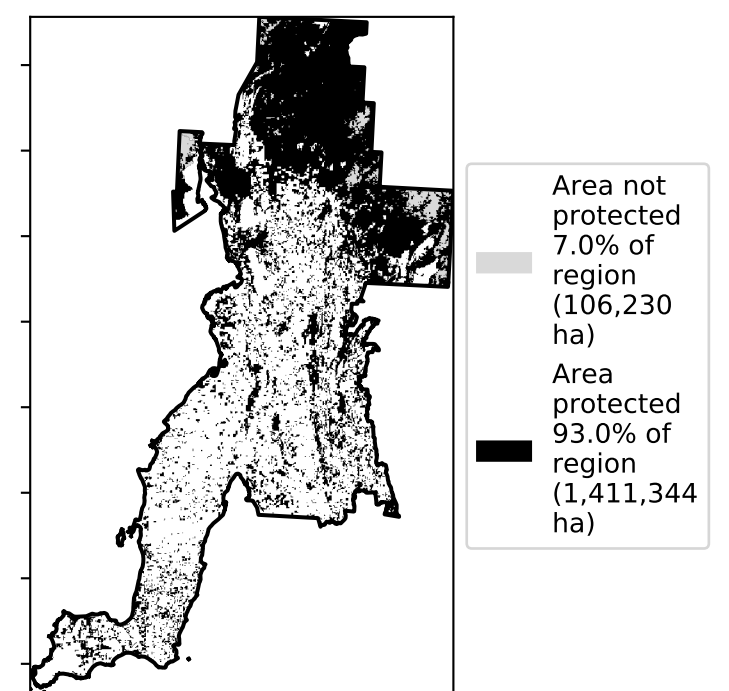 Area not
protected
7.0% of
region
(106,230
ha)
Area
protected
93.0% of
region
(1,411,344
ha)